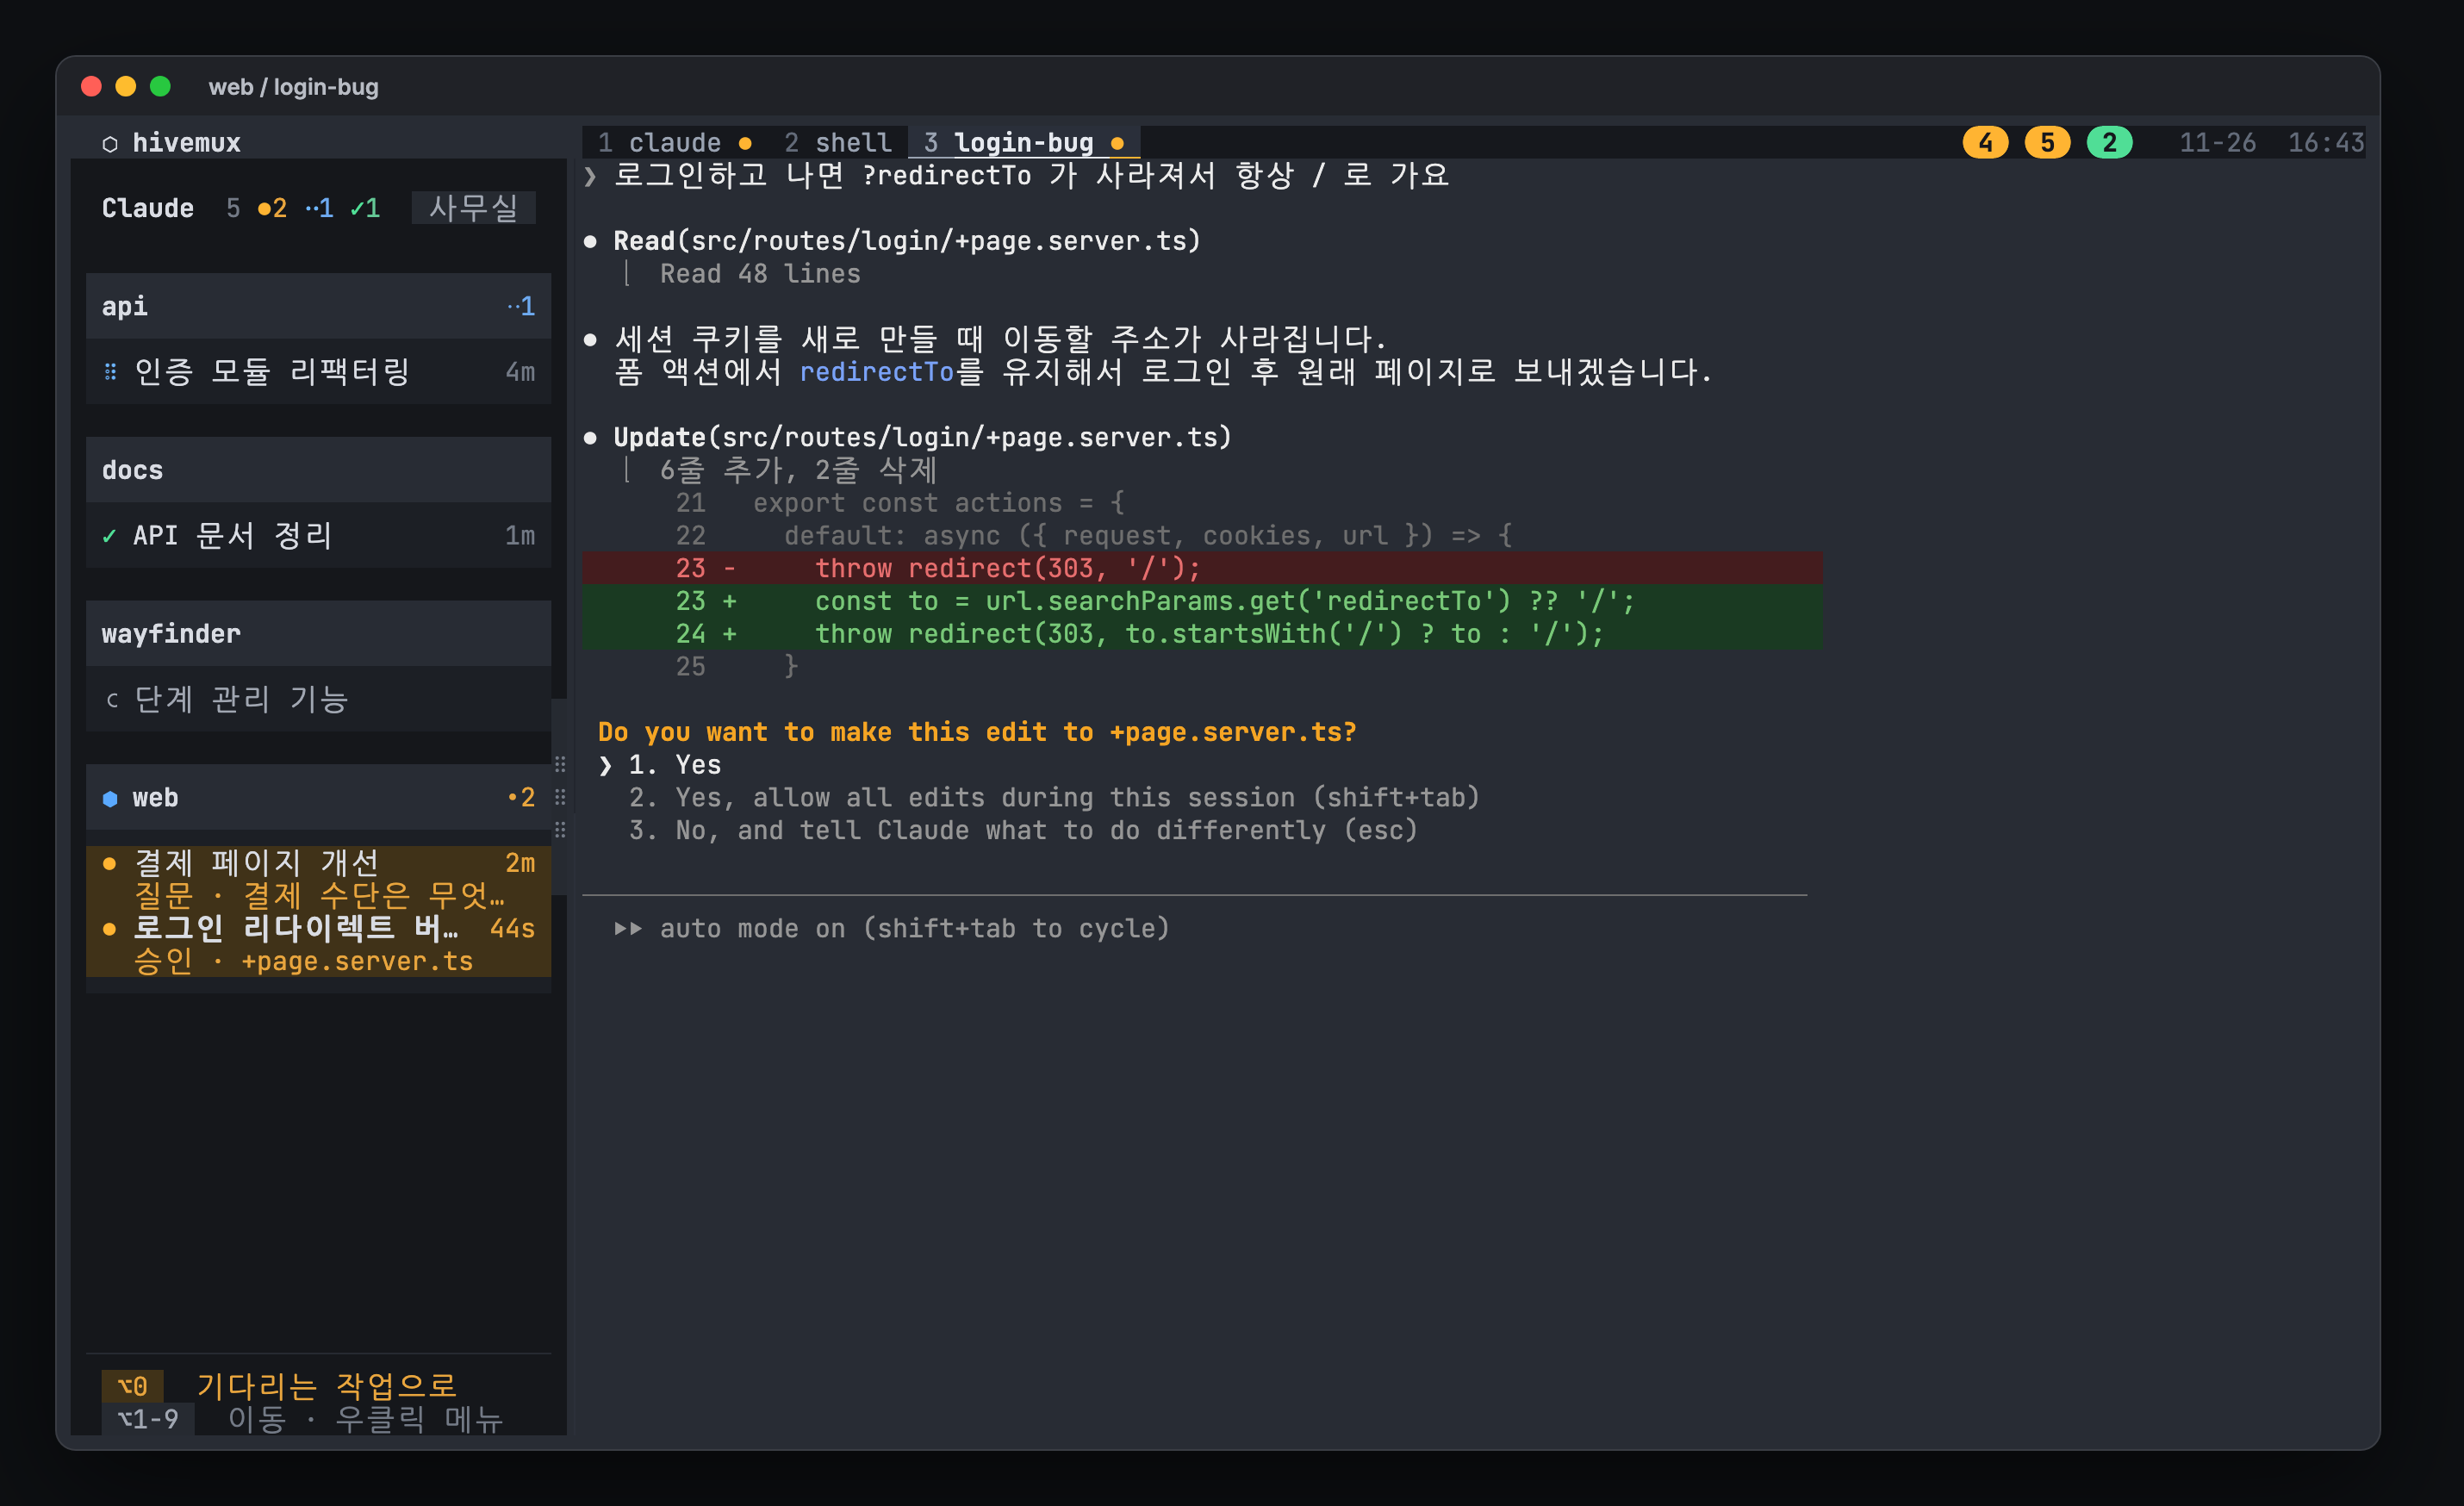 web / login-bug
hivemux
Claude 5 ●2 ··1 ✓1 사무실
api ··1
인증 모듈 리팩터링 4m
docs
✓ API 문서 정리 1m
wayfinder
단계 관리 기능
web •2
● 결제 페이지 개선 2m
질문 · 결제 수단은 무엇…
● 로그인 리다이렉트 버… 44s
승인 · +page.server.ts
⌥0 기다리는 작업으로
⌥1-9 이동 · 우클릭 메뉴
1 claude ● 2 shell 3 login-bug ● 4 5 2 11-26 16:43
❯ 로그인하고 나면 ?redirectTo 가 사라져서 항상 / 로 가요
● Read(src/routes/login/+page.server.ts)
⎣ Read 48 lines
● 세션 쿠키를 새로 만들 때 이동할 주소가 사라집니다.
폼 액션에서 redirectTo를 유지해서 로그인 후 원래 페이지로 보내겠습니다.
● Update(src/routes/login/+page.server.ts)
⎣ 6줄 추가, 2줄 삭제
21 export const actions = {
22 default: async ({ request, cookies, url }) => {
23 - throw redirect(303, '/');
23 + const to = url.searchParams.get('redirectTo') ?? '/';
24 + throw redirect(303, to.startsWith('/') ? to : '/');
25 }
Do you want to make this edit to +page.server.ts?
❯ 1. Yes
2. Yes, allow all edits during this session (shift+tab)
3. No, and tell Claude what to do differently (esc)
▶▶ auto mode on (shift+tab to cycle)